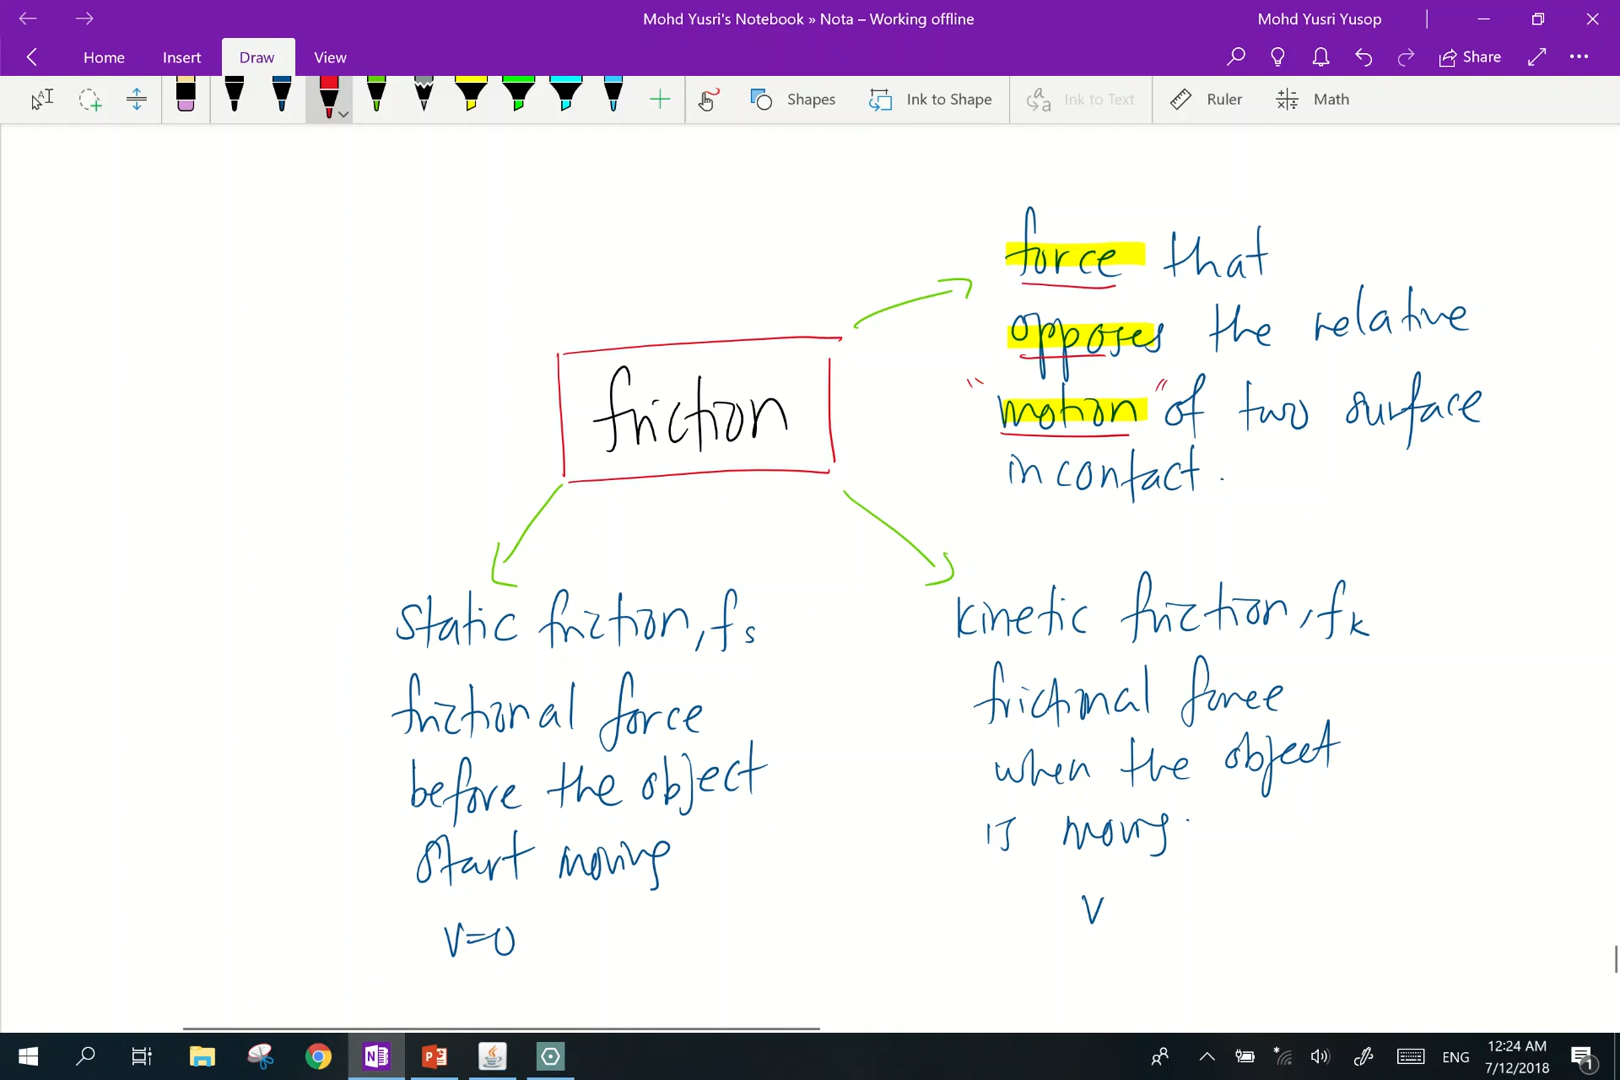 Mohd Yusri's Notebook » Nota – Working offline
Mohd Yusri Yusop
Home Insert Draw View
Share
Shapes Ink to Shape Ink to Text Ruler Math
force that
opposes the relative
"motion" of two surface
in contact.
friction
static friction, fs
frictional force
before the object
start moving
v=0
kinetic friction, fk
frictional force
when the object
is moving.
v
ENG
12:24 AM
7/12/2018
1